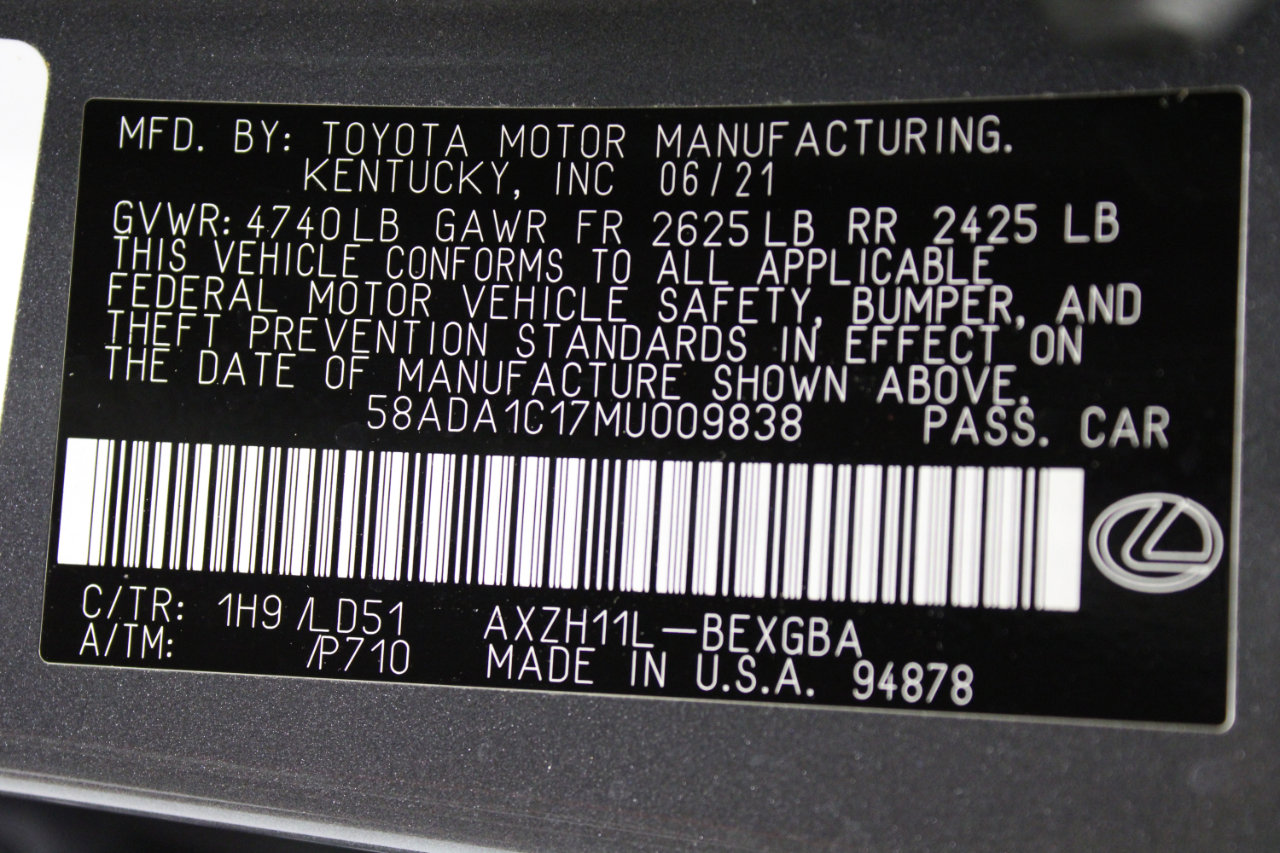 MFD. BY: TOYOTA MOTOR MANUFACTURING.
KENTUCKY, INC 06/21
GVWR: 4740LB GAWR FR 2625LB RR 2425 LB
THIS VEHICLE CONFORMS TO ALL APPLICABLE
FEDERAL MOTOR VEHICLE SAFETY, BUMPER, AND
THEFT PREVENTION STANDARDS IN EFFECT ON
THE DATE OF MANUFACTURE SHOWN ABOVE.
58ADA1C17MU009838 PASS. CAR
C/TR: 1H9 /LD51 AXZH11L-BEXGBA
A/TM: /P710 MADE IN U.S.A. 94878